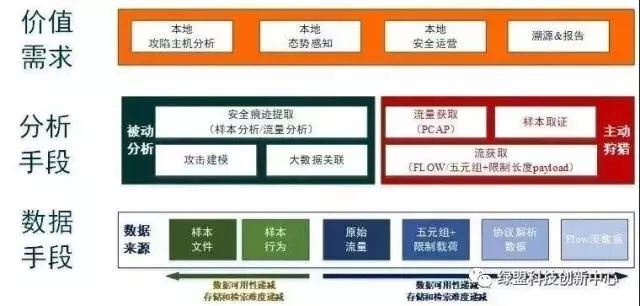 价值
需求
本地
攻陷主机分析
本地
态势感知
本地
安全运营
溯源&报告
分析
手段
被动
分析
安全痕迹提取
(样本分析/流量分析)
攻击建模
大数据关联
流量获取
(PCAP)
样本取证
流获取
(FLOW/五元组+限制长度payload)
主动
狩猎
数据
手段
数据
来源
样本
文件
样本
行为
原始
流量
五元组+
限制载荷
协议解析
数据
Flow流数据
数据可用性递减
存储和检索难度递减
数据可用性递减
存储和检索难度递减
绿盟科技创新中心